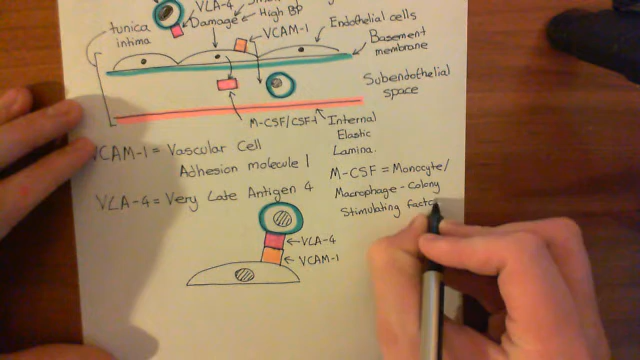 VLA-4
Damage
High BP
tunica
intima
VCAM-1
Endothelial cells
Basement
membrane
Subendothelial
space
M-CSF/CSF-1
Internal
Elastic
Lamina.
VCAM-1 = Vascular Cell
Adhesion molecule 1
VLA-4 = Very Late Antigen 4
M-CSF = Monocyte/
Macrophage - Colony
Stimulating facto
VLA-4
VCAM-1